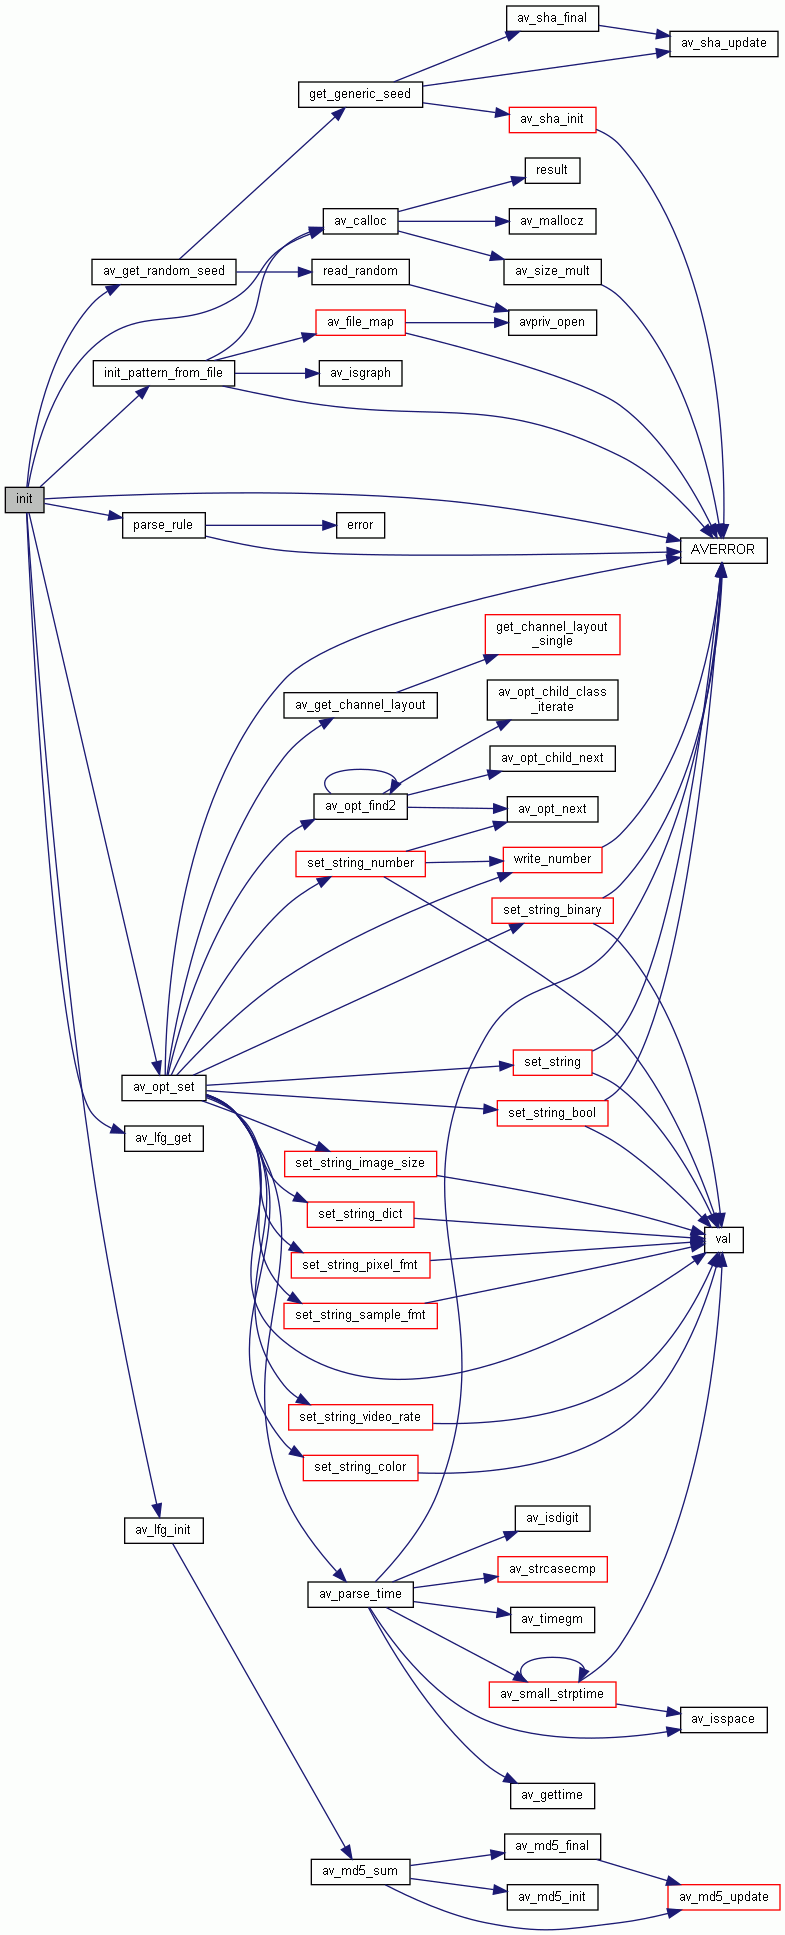 av_sha_final
av_sha_update
get_generic_seed
av_sha_init
result
av_calloc
av_mallocz
av_get_random_seed
read_random
av_size_mult
av_file_map
avpriv_open
init_pattern_from_file
av_isgraph
init
parse_rule
error
AVERROR
get_channel_layout
_single
av_get_channel_layout
av_opt_child_class
_iterate
av_opt_child_next
av_opt_find2
av_opt_next
set_string_number
write_number
set_string_binary
set_string
av_opt_set
set_string_bool
av_lfg_get
set_string_image_size
set_string_dict
val
set_string_pixel_fmt
set_string_sample_fmt
set_string_video_rate
set_string_color
av_isdigit
av_lfg_init
av_strcasecmp
av_parse_time
av_timegm
av_small_strptime
av_isspace
av_gettime
av_md5_final
av_md5_sum
av_md5_init
av_md5_update